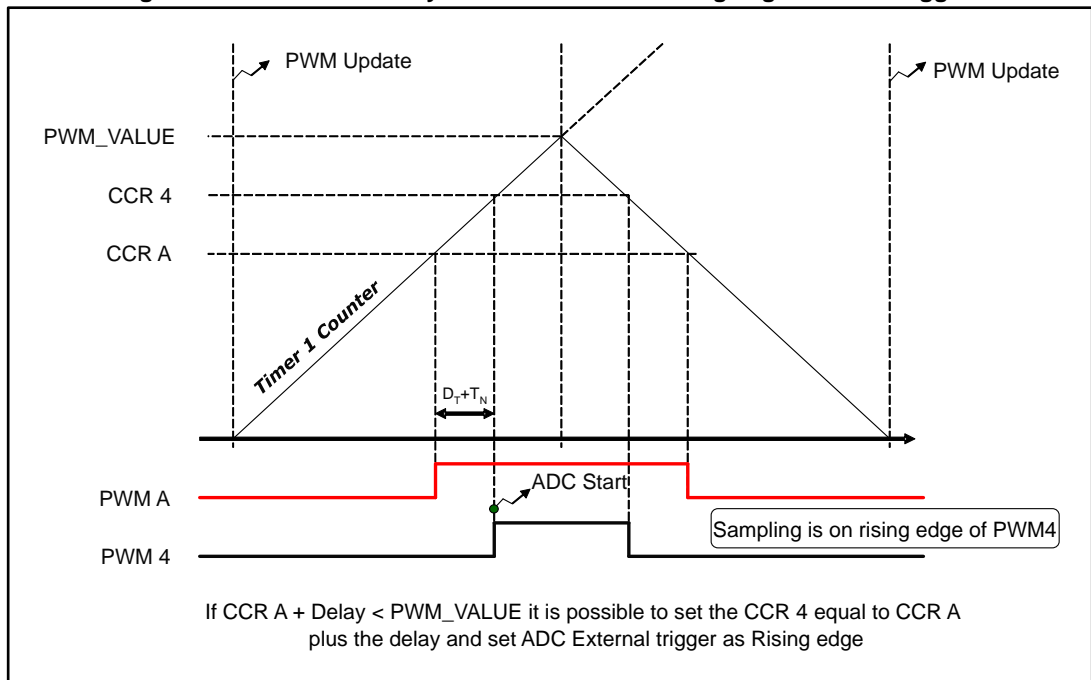 PWM Update
PWM Update
PWM_VALUE
CCR 4
CCR A
Timer 1 Counter
DT+TN
ADC Start
PWM A
Sampling is on rising edge of PWM4
PWM 4
If CCR A + Delay < PWM_VALUE it is possible to set the CCR 4 equal to CCR A
plus the delay and set ADC External trigger as Rising edge